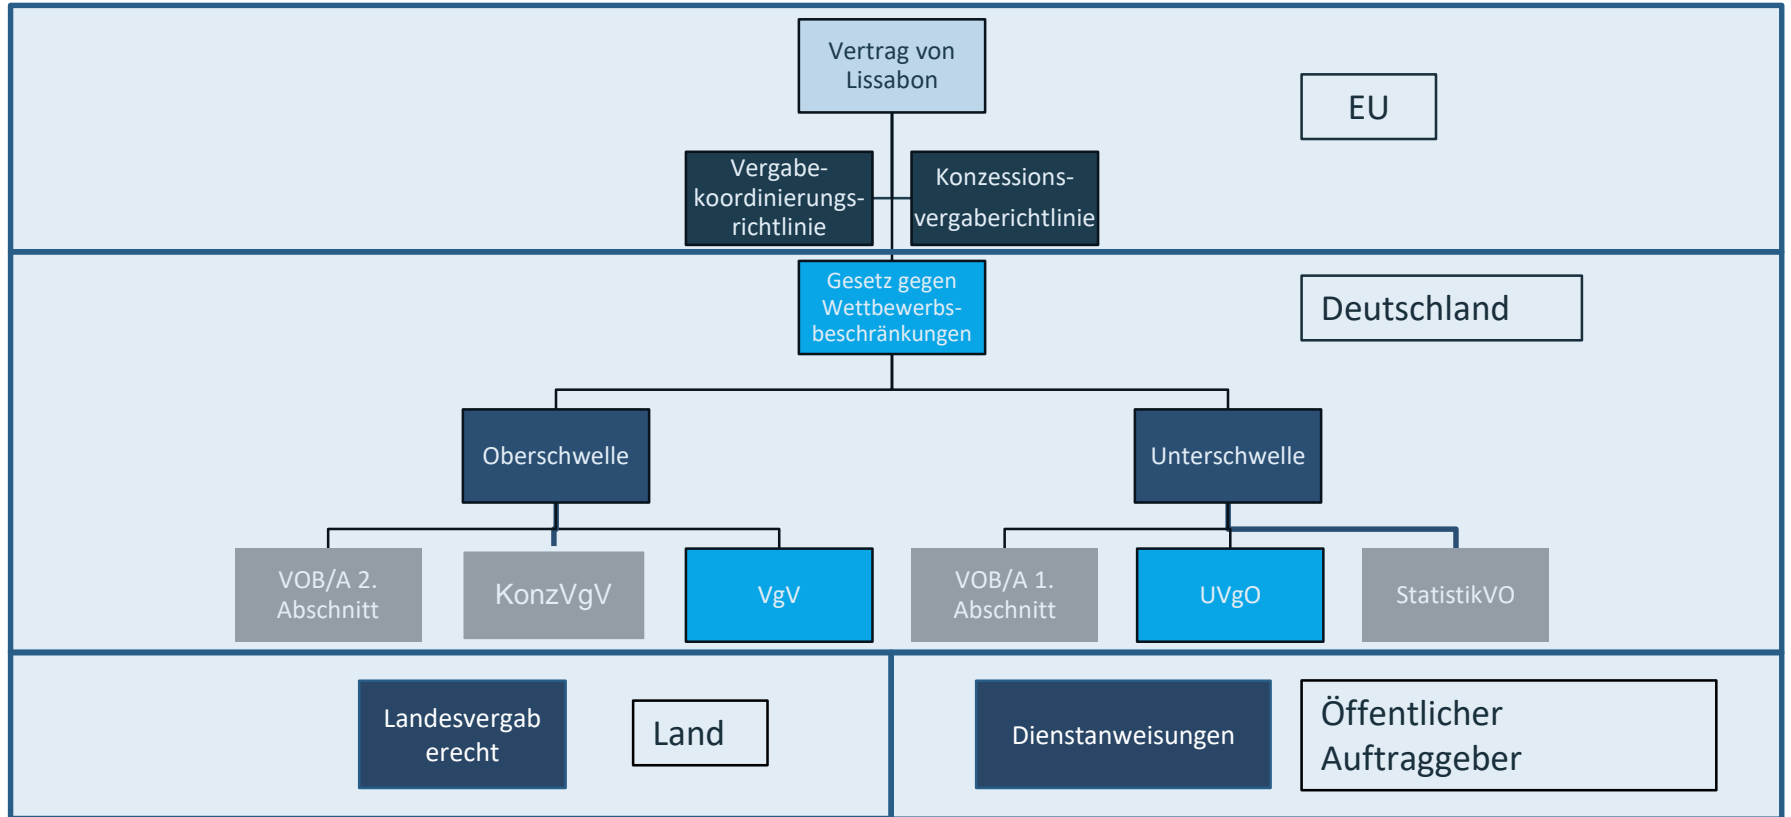 Vertrag von
Lissabon
EU
Vergabe-
koordinierungs-
richtlinie
Konzessions-
vergaberichtlinie
Gesetz gegen
Wettbewerbs-
beschränkungen
Deutschland
Oberschwelle
Unterschwelle
VOB/A 2.
Abschnitt
KonzVgV
VgV
VOB/A 1.
Abschnitt
UVgO
StatistikVO
Landesvergab
erecht
Land
Dienstanweisungen
Öffentlicher
Auftraggeber